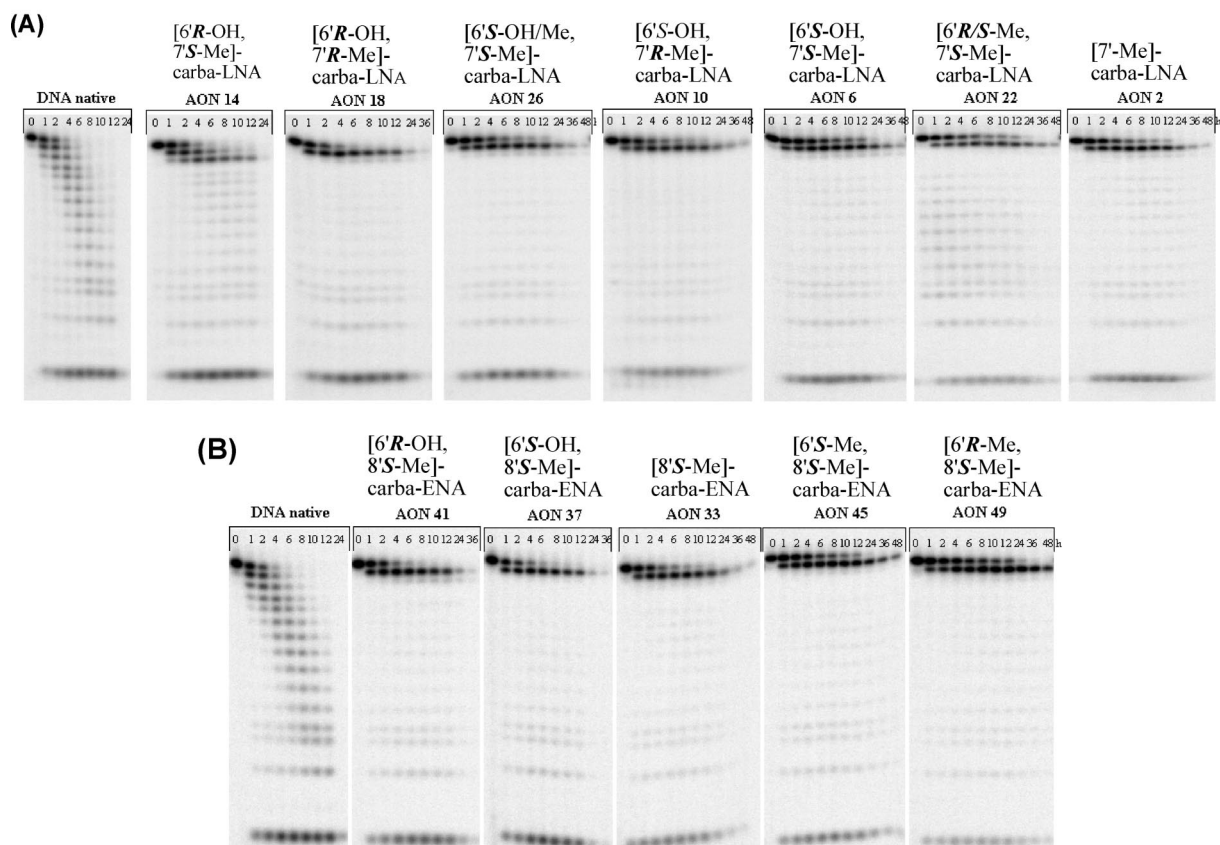 (A)
[6'R-OH,
7'S-Me]-
carba-LNA
[6'R-OH,
7'R-Me]-
carba-LNA
[6'S-OH/Me,
7'S-Me]-
carba-LNA
[6'S-OH,
7'R-Me]-
carba-LNA
[6'S-OH,
7'S-Me]-
carba-LNA
[6'R/S-Me,
7'S-Me]-
carba-LNA
[7'-Me]-
carba-LNA
DNA native
AON 14
AON 18
AON 26
AON 10
AON 6
AON 22
AON 2
0 1 2 4 6 8 10 12 24
0 1 2 4 6 8 10 12 24
0 1 2 4 6 8 10 12 24 36
0 1 2 4 6 8 10 12 24 36 48 h
0 1 2 4 6 8 10 12 24 36 48
0 1 2 4 6 8 10 12 24 36 48
0 1 2 4 6 8 10 12 24 36 48
0 1 2 4 6 8 10 12 24 36 48
(B)
[6'R-OH,
8'S-Me]-
carba-ENA
[6'S-OH,
8'S-Me]-
carba-ENA
[8'S-Me]-
carba-ENA
[6'S-Me,
8'S-Me]-
carba-ENA
[6'R-Me,
8'S-Me]-
carba-ENA
DNA native
AON 41
AON 37
AON 33
AON 45
AON 49
0 1 2 4 6 8 10 12 24
0 1 2 4 6 8 10 12 24 36
0 1 2 4 6 8 10 12 24 36
0 1 2 4 6 8 10 12 24 36 48
0 1 2 4 6 8 10 12 24 36 48
0 1 2 4 6 8 10 12 24 36 48 h